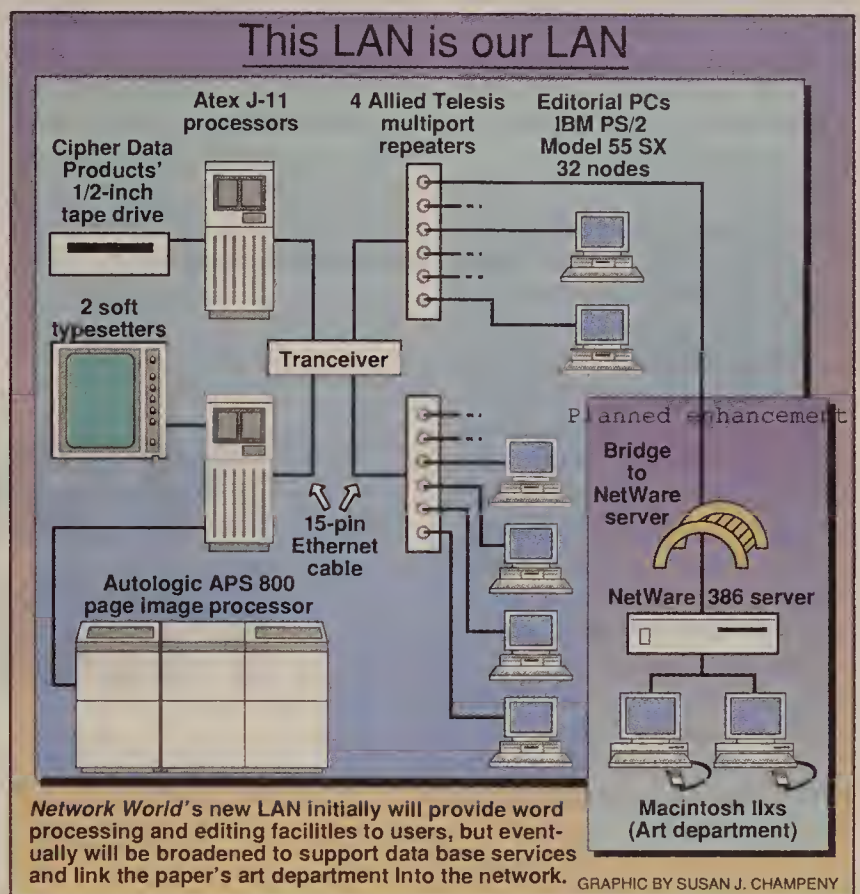 This LAN is our LAN
Atex J-11
processors
4 Allied Telesis
multiport
repeaters
Editorial PCs
IBM PS/2
Model 55 SX
32 nodes
Cipher Data
Products'
1/2-inch
tape drive
2 soft
typesetters
Tranceiver
15-pin
Ethernet
cable
Autologic APS 800
page image processor
Planned enhancement
Bridge
to
NetWare
server
NetWare 386 server
Macintosh IIxs
(Art department)
Network World's new LAN initially will provide word
processing and editing facilities to users, but event-
ually will be broadened to support data base services
and link the paper's art department into the network.
GRAPHIC BY SUSAN J. CHAMPENY